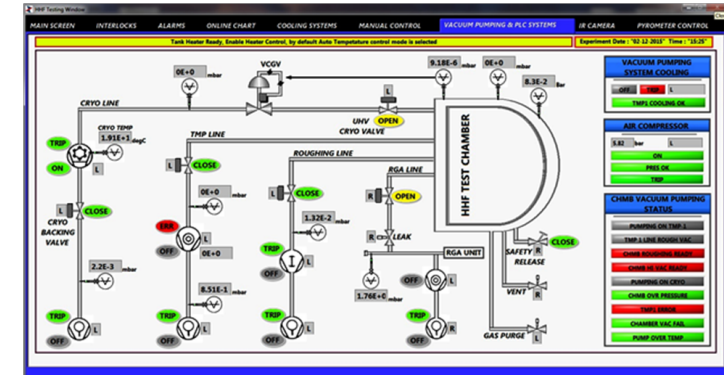 HHF Testing Window
MAIN SCREEN INTERLOCKS ALARMS ONLINE CHART COOLING SYSTEMS MANUAL CONTROL VACUUM PUMPING & PLC SYSTEMS IR CAMERA PYROMETER CONTROL
Tank Heater Ready, Enable Heater Control, by default Auto Tempetature control mode is selected
Experiment Date : "02-12-2015" Time : "15:25"
0E+0 mbar
VCGV
9.18E-6 mbar
0E+0 mbar
8.3E-2 Bar
CRYO LINE
L
UHV OPEN
CRYO VALVE
CRYO TEMP
1.91E+1 degC
TRIP
ON
L
TMP LINE
L CLOSE
ROUGHING LINE
RGA LINE
HHF TEST CHAMBER
0E+0 mbar
L CLOSE
R OPEN
L CLOSE
CRYO
BACKING
VALVE
ERR
OFF
L
0E+0
1.32E-2 mbar
R LEAK
TRIP
OFF
L
RGA UNIT
SAFETY
RELEASE
R
CLOSE
2.2E-3 mbar
8.51E-1 mbar
1.76E+0 mbar
OFF
L
VENT
R
TRIP
OFF
L
TRIP
OFF
L
TRIP
OFF
L
TRIP
OFF
R
GAS PURGE
L
VACUUM PUMPING
SYSTEM COOLING
OFF TRIP L
TMP1 COOLING OK
AIR COMPRESSOR
5.82 bar L
ON
PRES OK
TRIP
CHMB VACUUM PUMPING
STATUS
PUMPING ON TMP 1
TMP 1 LINE ROUGH VAC
CHMB ROUGHING READY
CHMB HI VAC READY
PUMPING ON CRYO
CHMB OVR PRESSURE
TMP1 ERROR
CHAMBER VAC FAIL
PUMP OVER TEMP